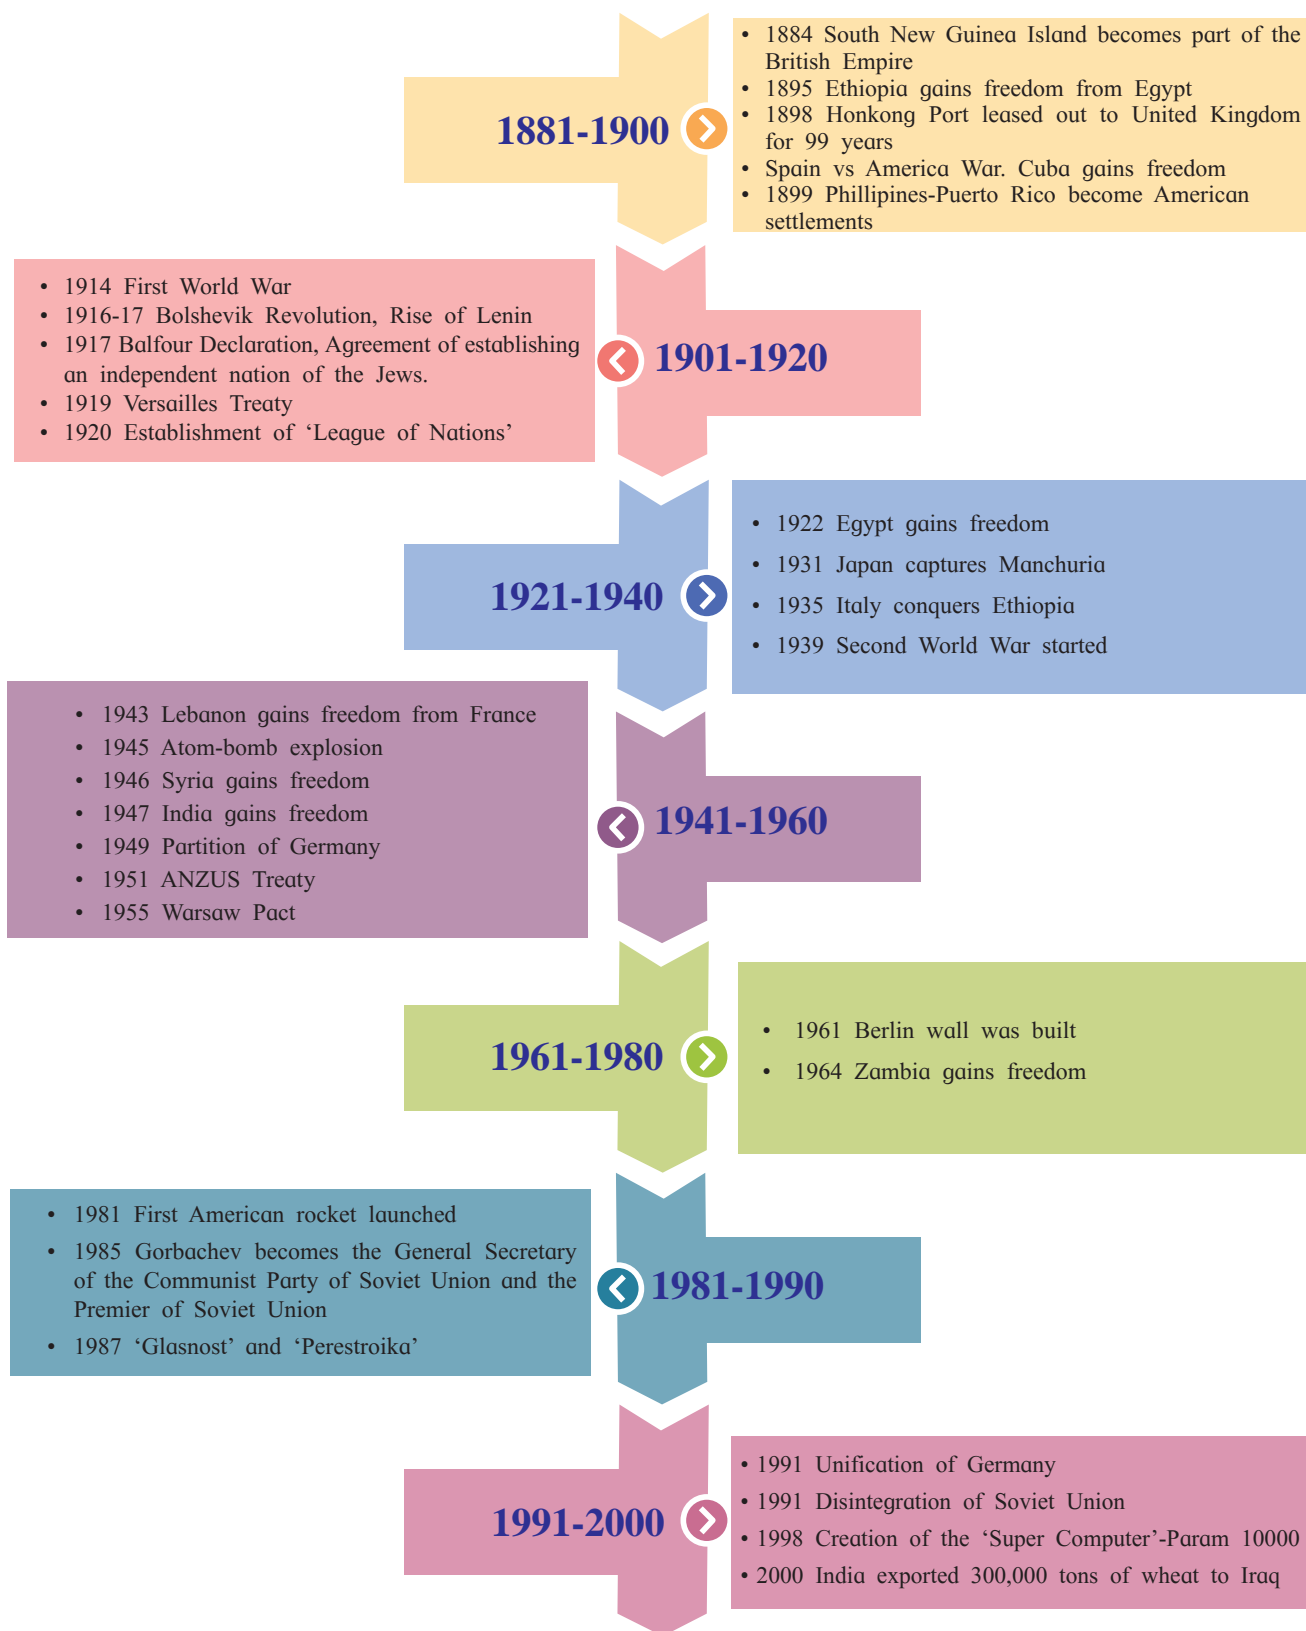 1881-1900
• 1884 South New Guinea Island becomes part of the
British Empire
• 1895 Ethiopia gains freedom from Egypt
• 1898 Honkong Port leased out to United Kingdom
for 99 years
• Spain vs America War. Cuba gains freedom
• 1899 Phillipines-Puerto Rico become American
settlements
• 1914 First World War
• 1916-17 Bolshevik Revolution, Rise of Lenin
• 1917 Balfour Declaration, Agreement of establishing
an independent nation of the Jews.
• 1919 Versailles Treaty
• 1920 Establishment of ‘League of Nations’
1901-1920
1921-1940
• 1922 Egypt gains freedom
• 1931 Japan captures Manchuria
• 1935 Italy conquers Ethiopia
• 1939 Second World War started
• 1943 Lebanon gains freedom from France
• 1945 Atom-bomb explosion
• 1946 Syria gains freedom
• 1947 India gains freedom
• 1949 Partition of Germany
• 1951 ANZUS Treaty
• 1955 Warsaw Pact
1941-1960
1961-1980
• 1961 Berlin wall was built
• 1964 Zambia gains freedom
• 1981 First American rocket launched
• 1985 Gorbachev becomes the General Secretary
of the Communist Party of Soviet Union and the
Premier of Soviet Union
• 1987 ‘Glasnost’ and ‘Perestroika’
1981-1990
1991-2000
• 1991 Unification of Germany
• 1991 Disintegration of Soviet Union
• 1998 Creation of the ‘Super Computer’-Param 10000
• 2000 India exported 300,000 tons of wheat to Iraq